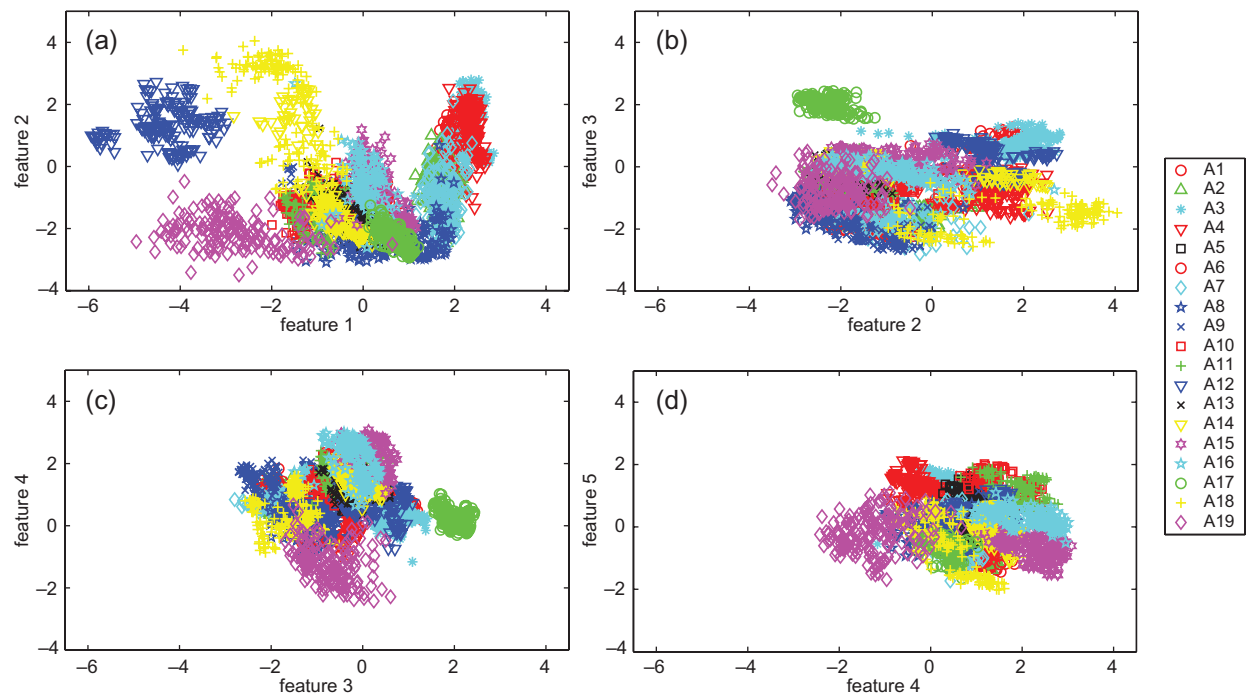 (a)
4
2
0
−2
−4
feature 2
−6 −4 −2 0 2 4
feature 1
(b)
4
2
0
−2
−4
feature 3
−4 −2 0 2 4
feature 2
(c)
4
2
0
−2
−4
feature 4
−6 −4 −2 0 2 4
feature 3
(d)
4
2
0
−2
−4
feature 5
−6 −4 −2 0 2 4
feature 4
A1
A2
A3
A4
A5
A6
A7
A8
A9
A10
A11
A12
A13
A14
A15
A16
A17
A18
A19